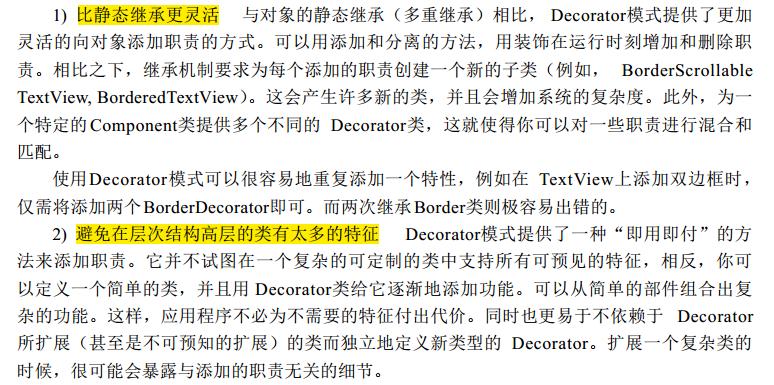 1) 比静态继承更灵活 与对象的静态继承（多重继承）相比，Decorator模式提供了更加
灵活的向对象添加职责的方式。可以用添加和分离的方法，用装饰在运行时刻增加和删除职
责。相比之下，继承机制要求为每个添加的职责创建一个新的子类（例如， BorderScrollable
TextView, BorderedTextView）。这会产生许多新的类，并且会增加系统的复杂度。此外，为一
个特定的Component类提供多个不同的 Decorator类，这就使得你可以对一些职责进行混合和
匹配。
使用Decorator模式可以很容易地重复添加一个特性，例如在 TextView上添加双边框时，
仅需将添加两个BorderDecorator即可。而两次继承Border类则极容易出错的。
2) 避免在层次结构高层的类有太多的特征 Decorator模式提供了一种“即用即付”的方
法来添加职责。它并不试图在一个复杂的可定制的类中支持所有可预见的特征，相反，你可
以定义一个简单的类，并且用 Decorator类给它逐渐地添加功能。可以从简单的部件组合出复
杂的功能。这样，应用程序不必为不需要的特征付出代价。同时也更易于不依赖于 Decorator
所扩展（甚至是不可预知的扩展）的类而独立地定义新类型的 Decorator。扩展一个复杂类的
时候，很可能会暴露与添加的职责无关的细节。